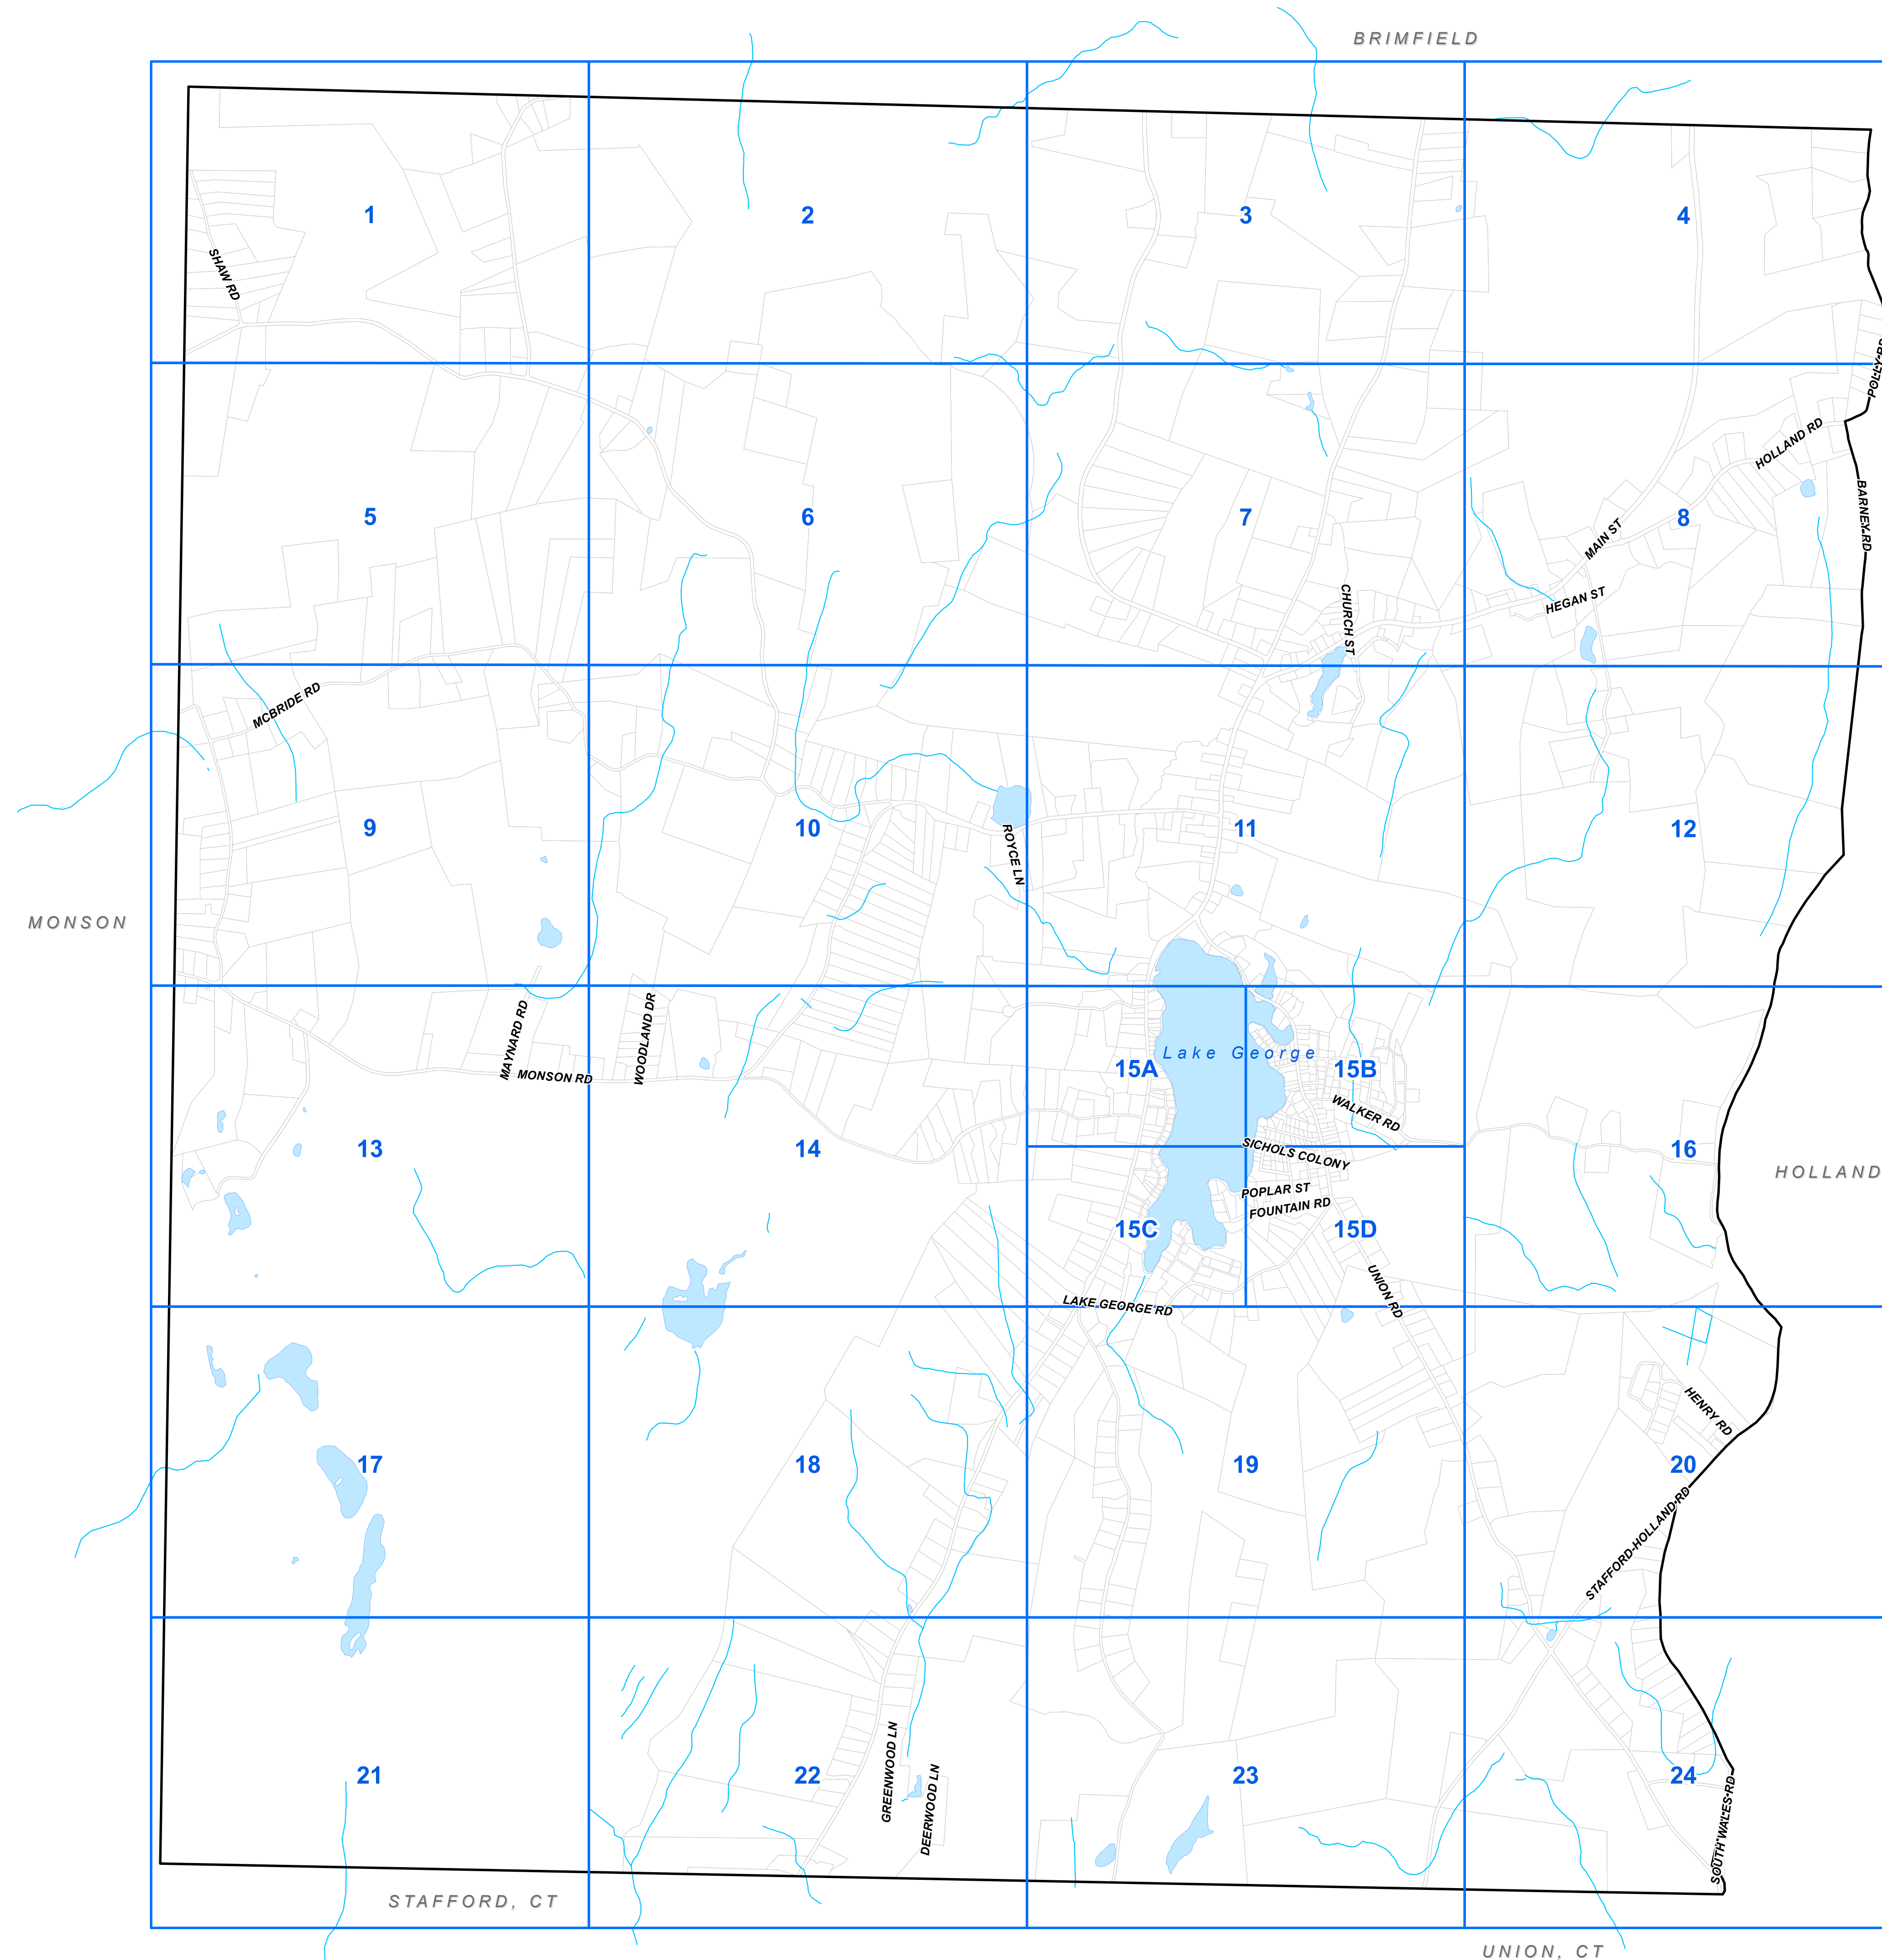 BRIMFIELD
1
2
3
4
SHAW RD
POLLY RD
HOLLAND RD
BARNEY RD
5
6
7
8
MAIN ST
HEGAN ST
CHURCH ST
MCBRIDE RD
9
10
11
12
ROYCE LN
MONSON
MAYNARD RD
WOODLAND DR
MONSON RD
Lake George
15A
15B
WALKER RD
13
14
SICHOLS COLONY
16
HOLLAND
POPLAR ST
FOUNTAIN RD
15C
15D
UNION RD
LAKE GEORGE RD
HENRY RD
17
18
19
20
STAFFORD-HOLLAND RD
21
22
23
24
GREENWOOD LN
DEERWOOD LN
SOUTH WALES RD
STAFFORD, CT
UNION, CT